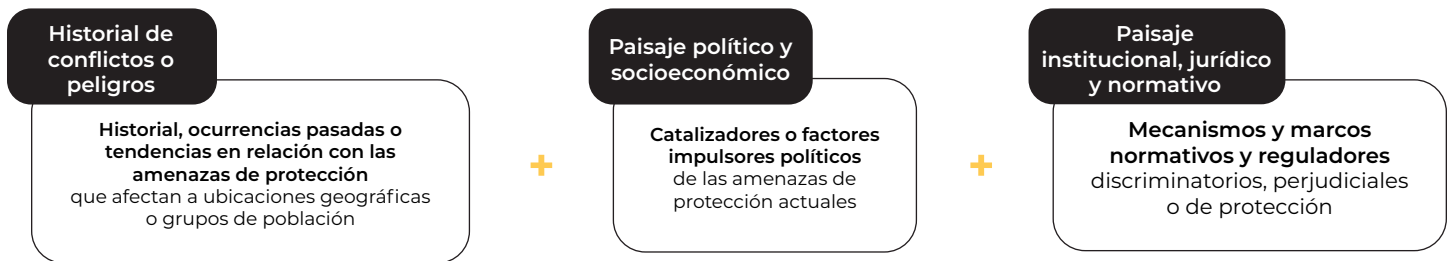 Historial de
conflictos o
peligros
Historial, ocurrencias pasadas o
tendencias en relación con las
amenazas de protección
que afectan a ubicaciones geográficas
o grupos de población
+
Paisaje político y
socioeconómico
Catalizadores o factores
impulsores políticos
de las amenazas de
protección actuales
+
Paisaje
institucional, jurídico
y normativo
Mecanismos y marcos
normativos y reguladores
discriminatorios, perjudiciales
o de protección